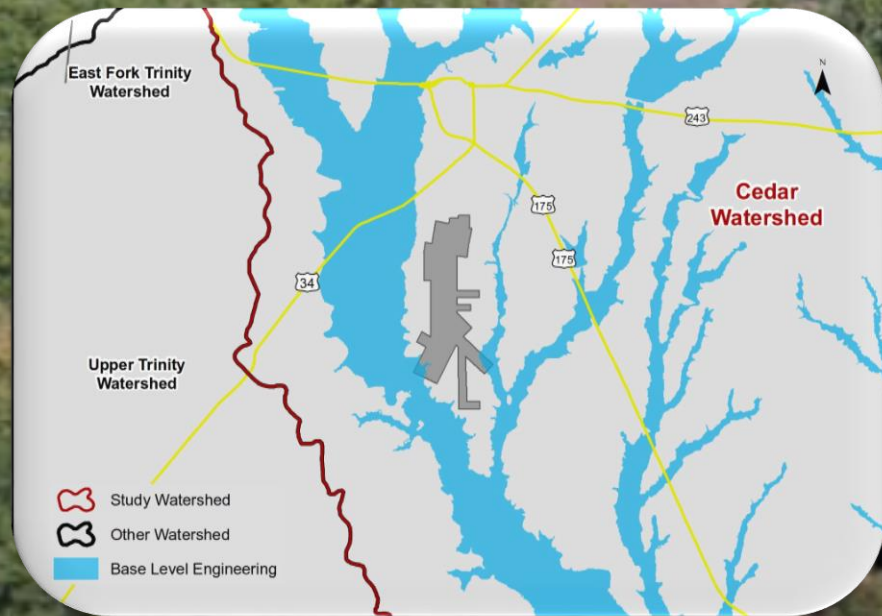 East Fork Trinity
Watershed
N
243
Cedar
Watershed
175
175
34
Upper Trinity
Watershed
Study Watershed
Other Watershed
Base Level Engineering